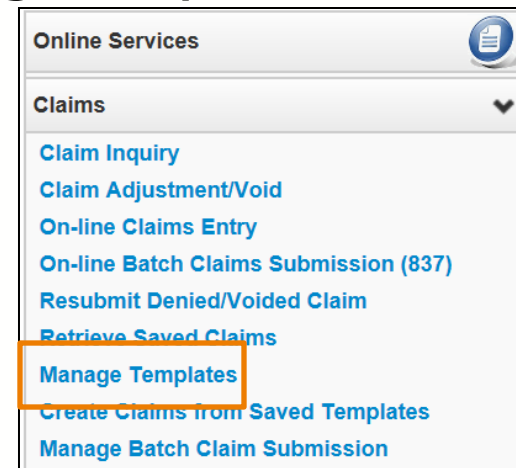 Online Services
Claims
Claim Inquiry
Claim Adjustment/Void
On-line Claims Entry
On-line Batch Claims Submission (837)
Resubmit Denied/Voided Claim
Retrieve Saved Claims
Manage Templates
Create Claims from Saved Templates
Manage Batch Claim Submission